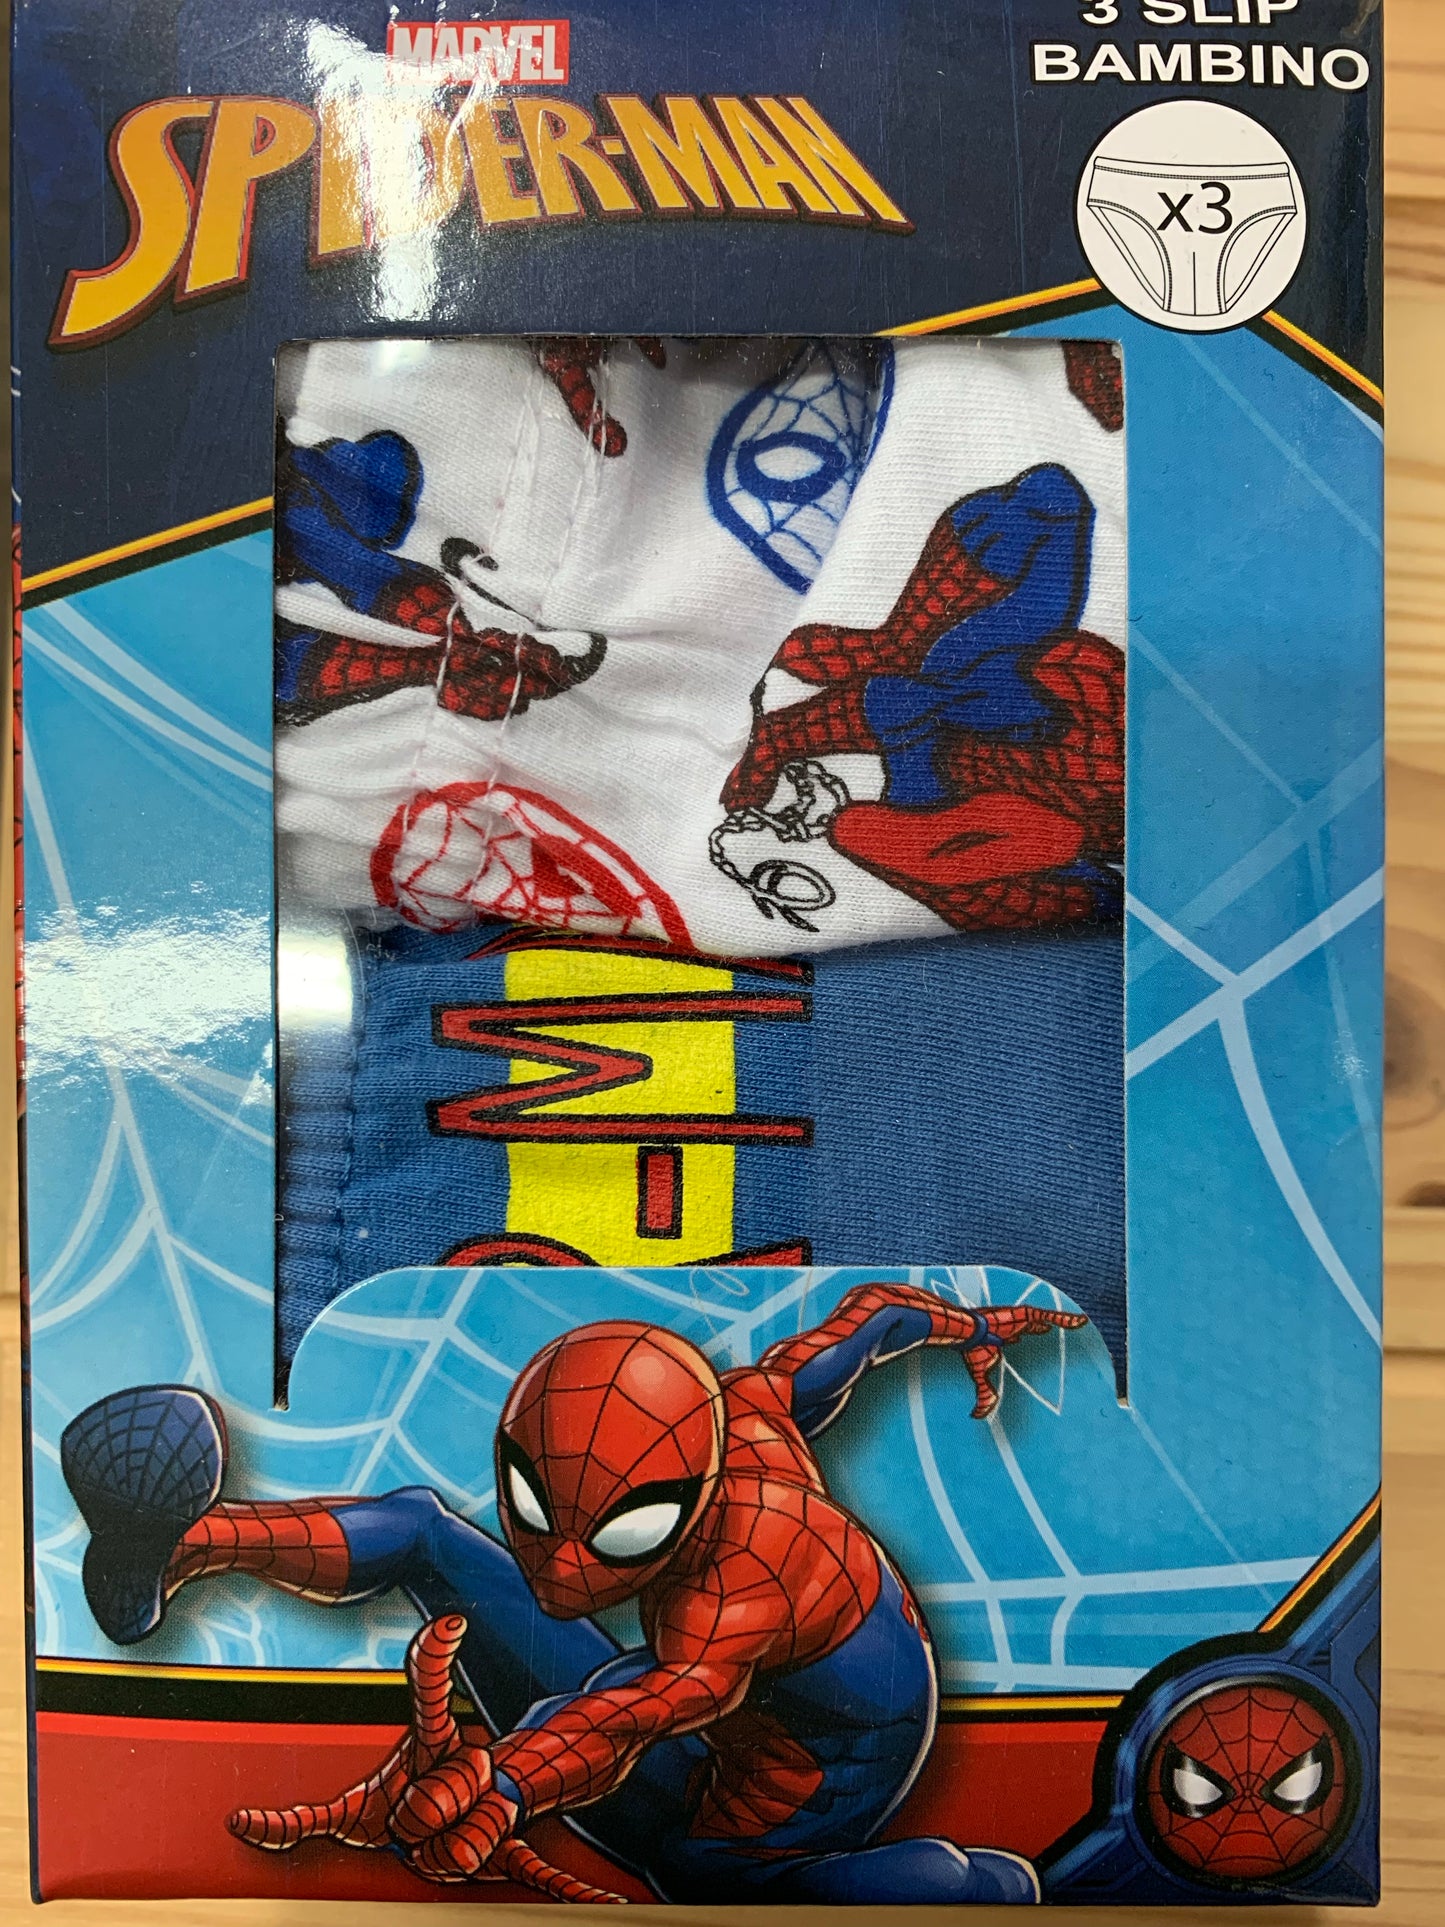 MARVEL
SPIDER-MAN
3 SLIP
BAMBINO
x3